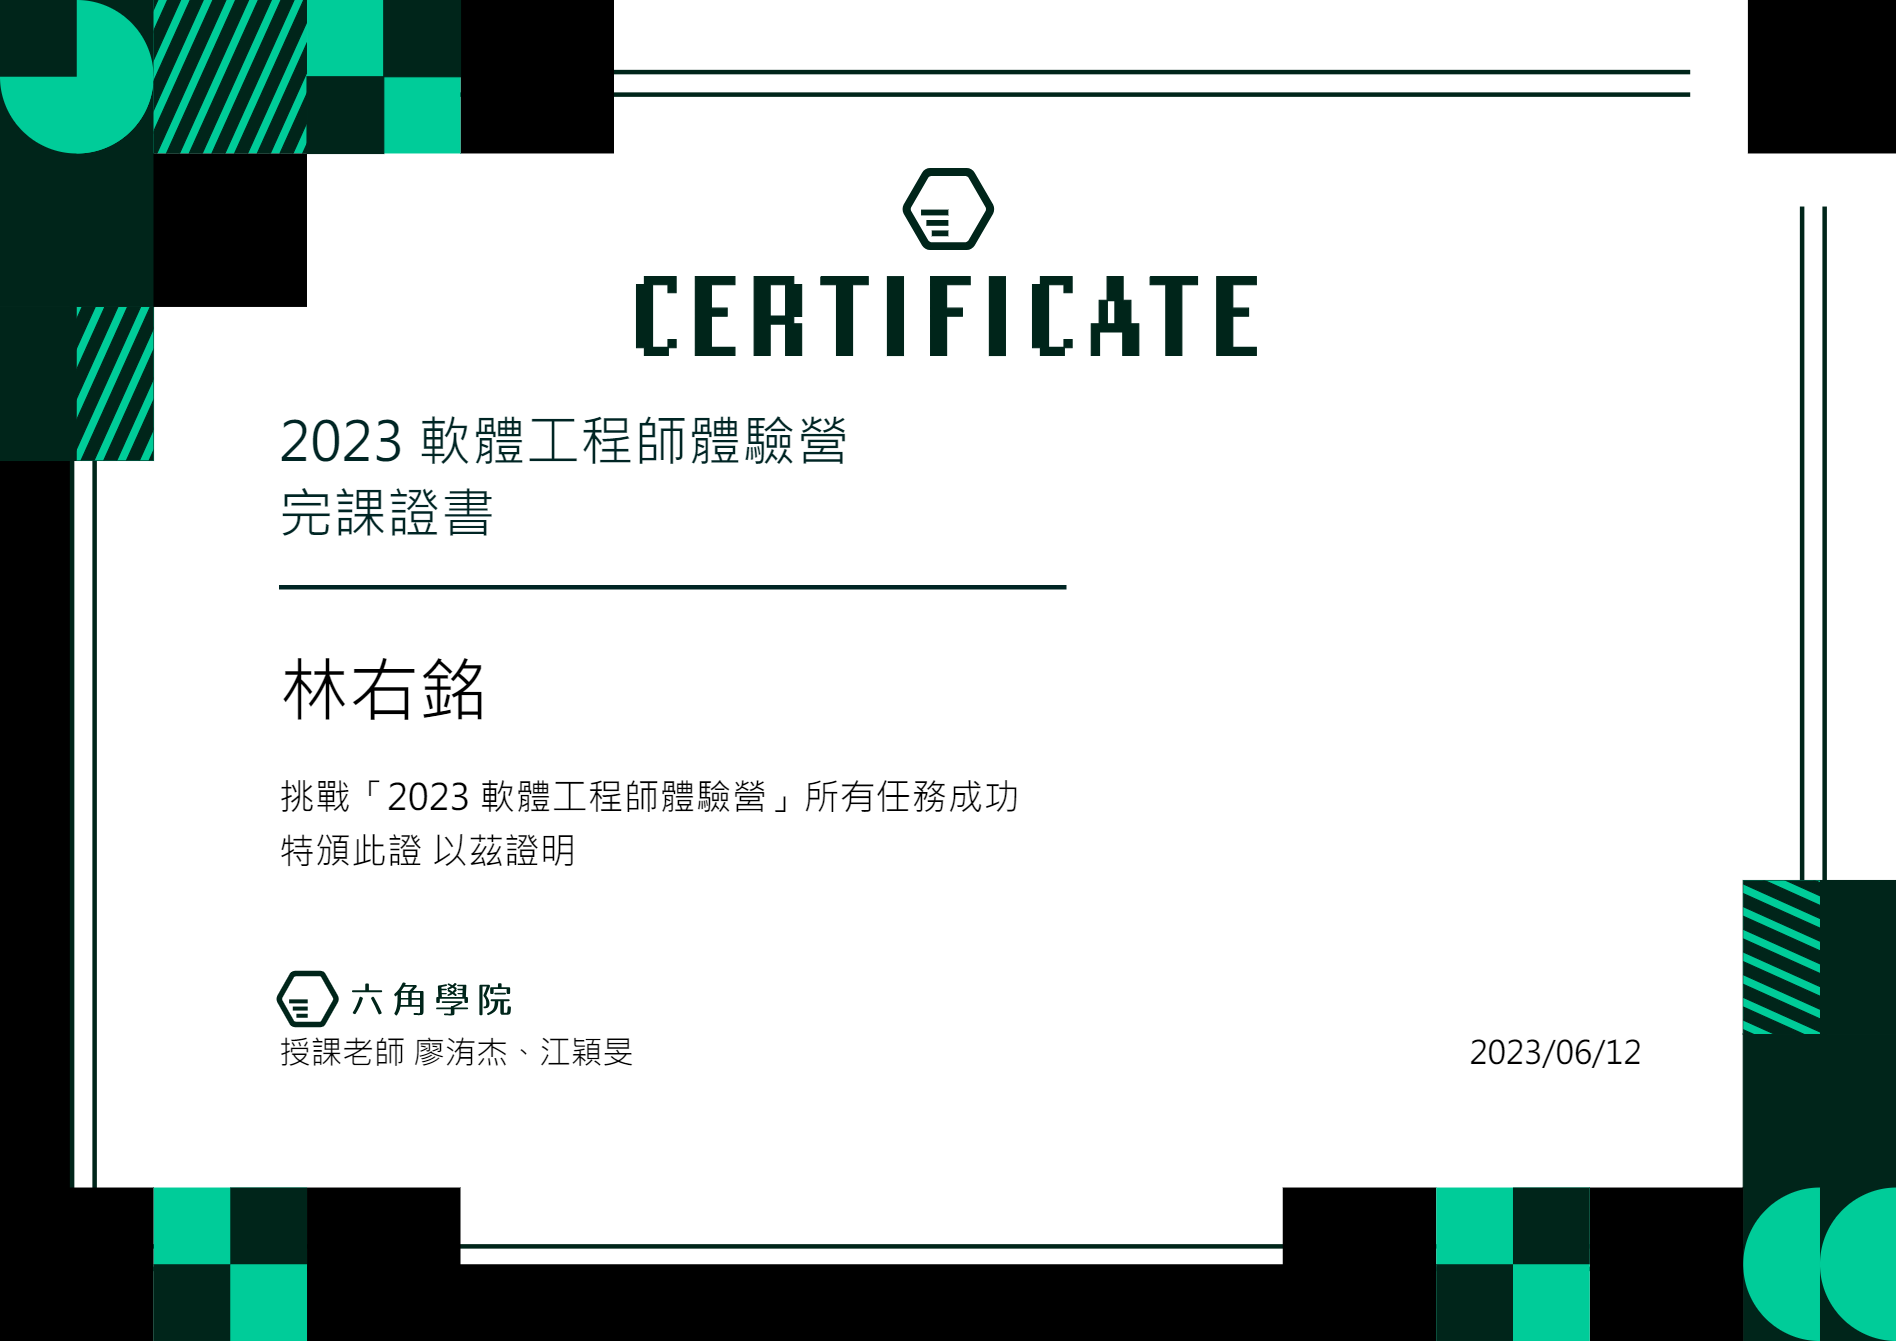 CERTIFICATE
2023 軟體工程師體驗營
完課證書
林右銘
挑戰「2023 軟體工程師體驗營」所有任務成功
特頒此證 以茲證明
六角學院
授課老師 廖洧杰、江穎旻
2023/06/12